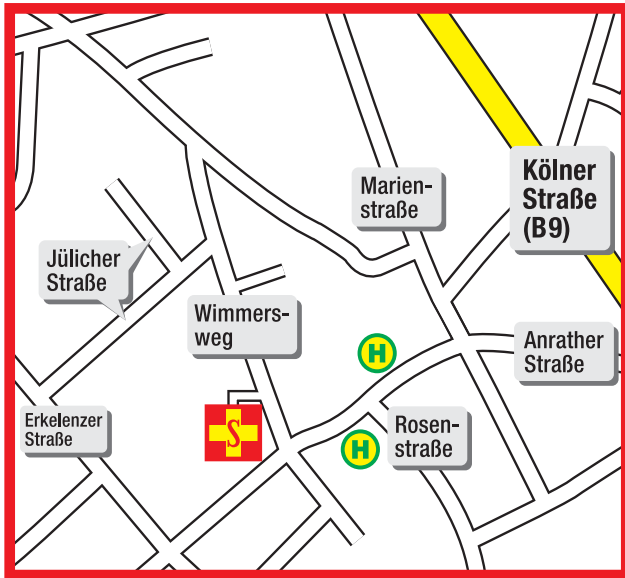 Kölner
Straße
(B9)
Marien-
straße
Jülicher
Straße
Wimmers-
weg
H
Anrather
Straße
Erkelenzer
Straße
S
Rosen-
straße
H